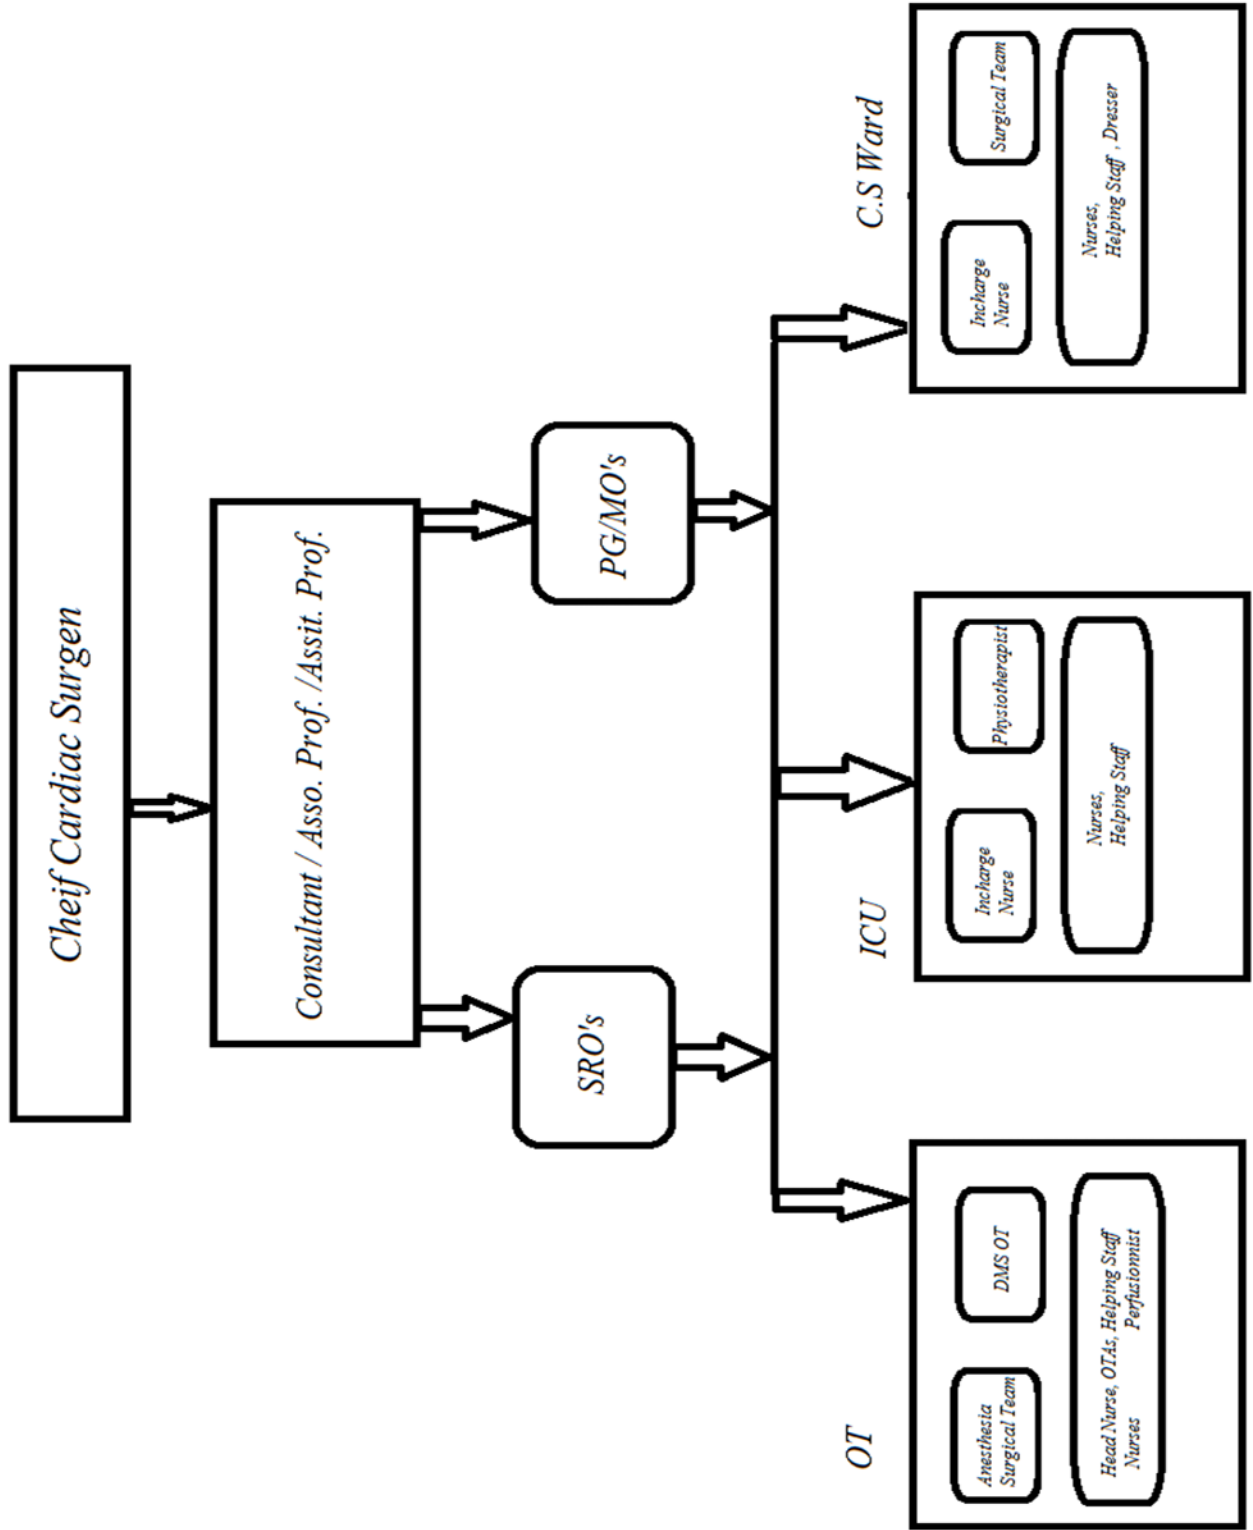 Cheif Cardiac Surgen
Consultant / Asso. Prof. /Assit. Prof.
SRO's
PG/MO's
OT
ICU
C.S Ward
Anesthesia
Surgical Team
DMS OT
Head Nurse, OTAs, Helping Staff
Nurses Perfusionnist
Incharge
Nurse
Physiotherapist
Nurses,
Helping Staff
Incharge
Nurse
Surgical Team
Nurses,
Helping Staff , Dresser